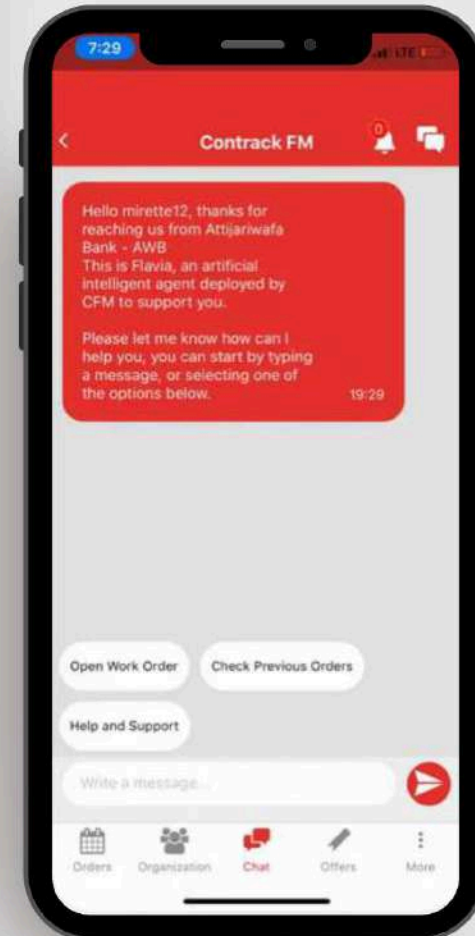 7:29
LTE
Contrack FM
0
Hello mirette12, thanks for
reaching us from Attijariwafa
Bank - AWB
This is Flavia, an artificial
intelligent agent deployed by
CFM to support you.
Please let me know how can I
help you, you can start by typing
a message, or selecting one of
the options below.
19:29
Open Work Order
Check Previous Orders
Help and Support
Write a message...
Orders
Organization
Chat
Offers
More